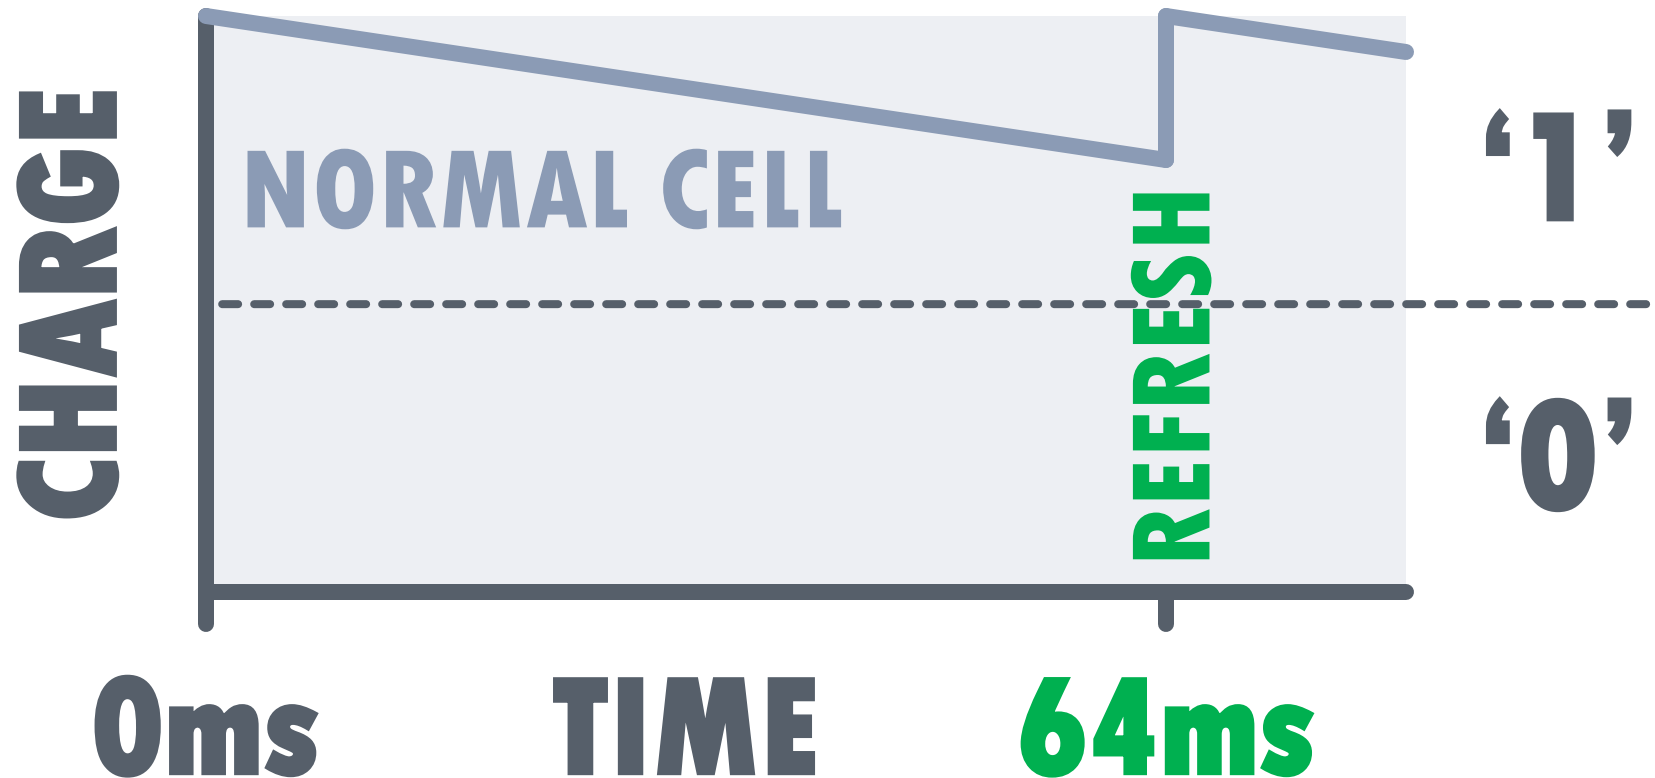 CHARGE
NORMAL CELL
REFRESH
‘1’
‘0’
0ms
TIME
64ms